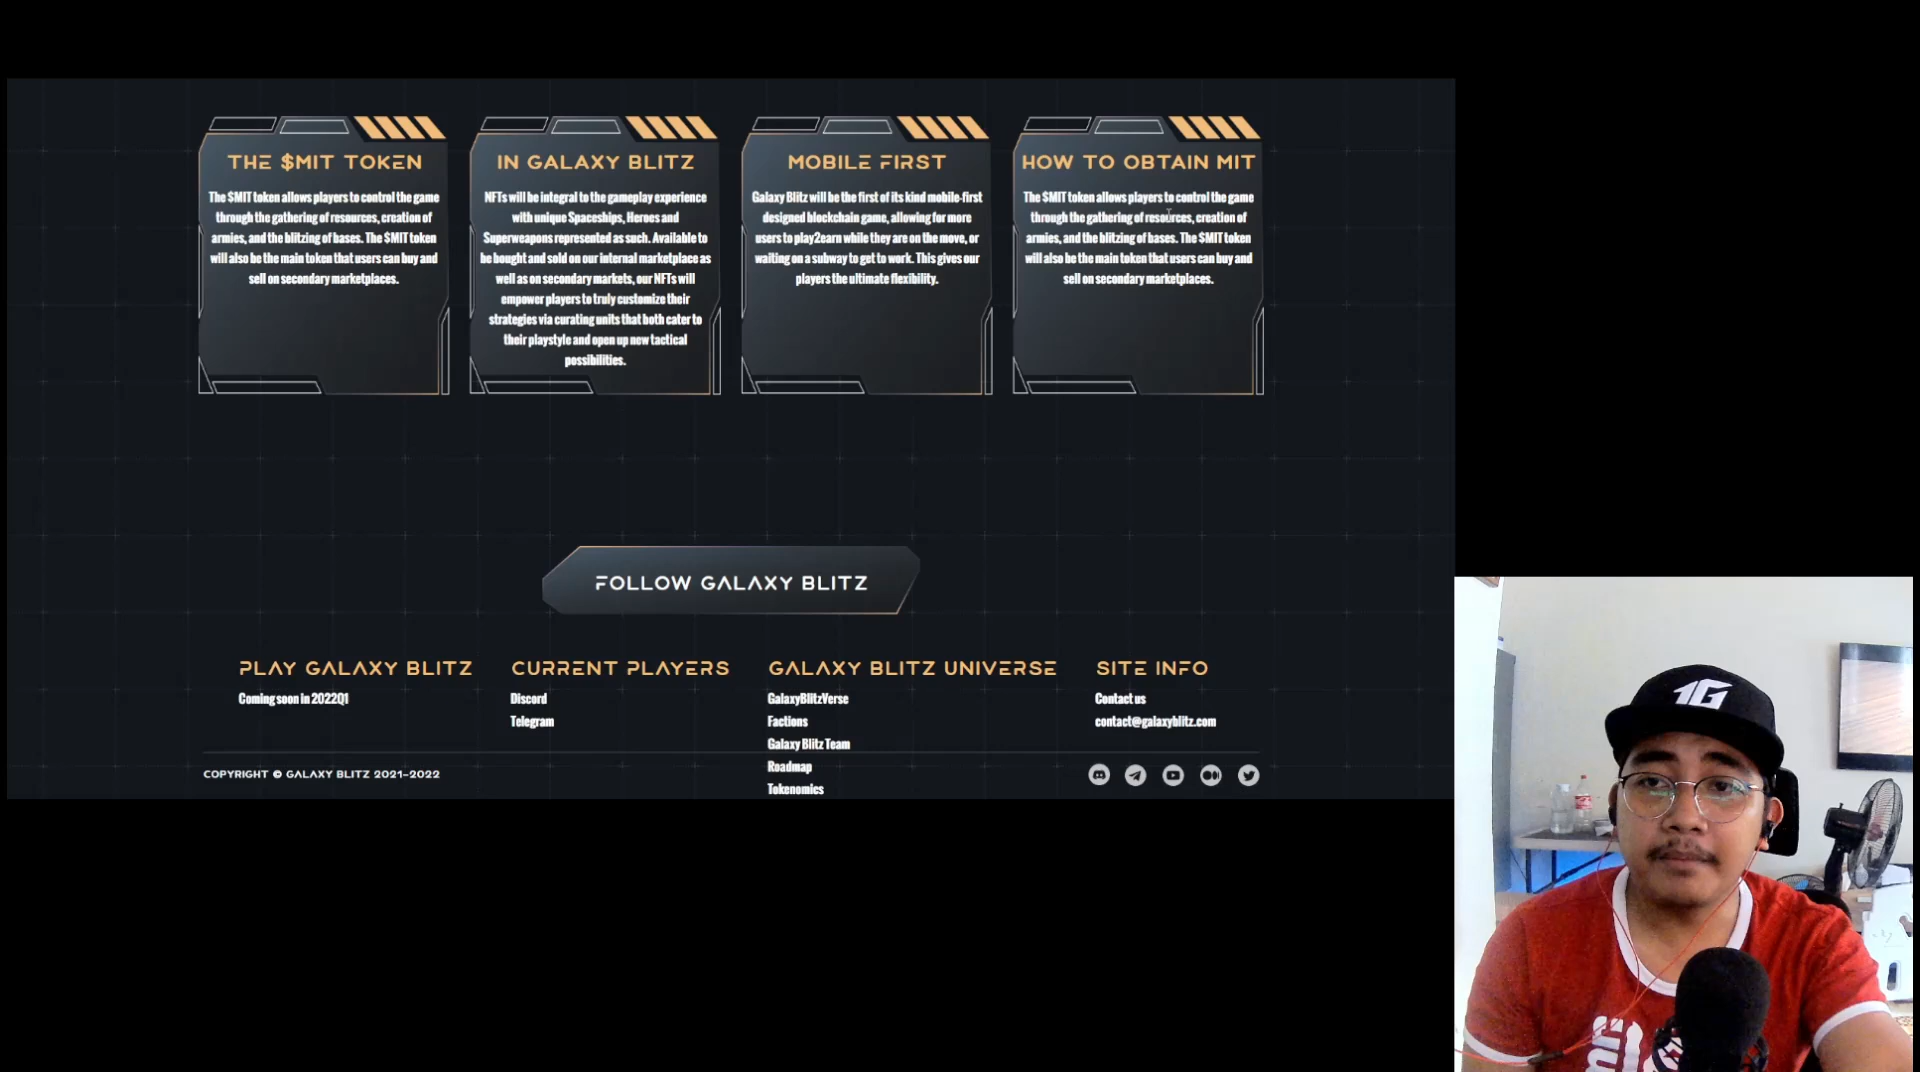 THE $MIT TOKEN
The $MIT token allows players to control the game
through the gathering of resources, creation of
armies, and the blitzing of bases. The $MIT token
will also be the main token that users can buy and
sell on secondary marketplaces.
IN GALAXY BLITZ
NFTs will be integral to the gameplay experience
with unique Spaceships, Heroes and
Superweapons represented as such. Available to
be bought and sold on our internal marketplace as
well as on secondary markets, our NFTs will
empower players to truly customize their
strategies via curating units that both cater to
their playstyle and open up new tactical
possibilities.
MOBILE FIRST
Galaxy Blitz will be the first of its kind mobile-first
designed blockchain game, allowing for more
users to play2earn while they are on the move, or
waiting on a subway to get to work. This gives our
players the ultimate flexibility.
HOW TO OBTAIN MIT
The $MIT token allows players to control the game
through the gathering of resources, creation of
armies, and the blitzing of bases. The $MIT token
will also be the main token that users can buy and
sell on secondary marketplaces.
FOLLOW GALAXY BLITZ
PLAY GALAXY BLITZ
Coming soon in 2022Q1
CURRENT PLAYERS
Discord
Telegram
GALAXY BLITZ UNIVERSE
GalaxyBlitzVerse
Factions
Galaxy Blitz Team
Roadmap
Tokenomics
SITE INFO
Contact us
contact@galaxyblitz.com
COPYRIGHT © GALAXY BLITZ 2021-2022